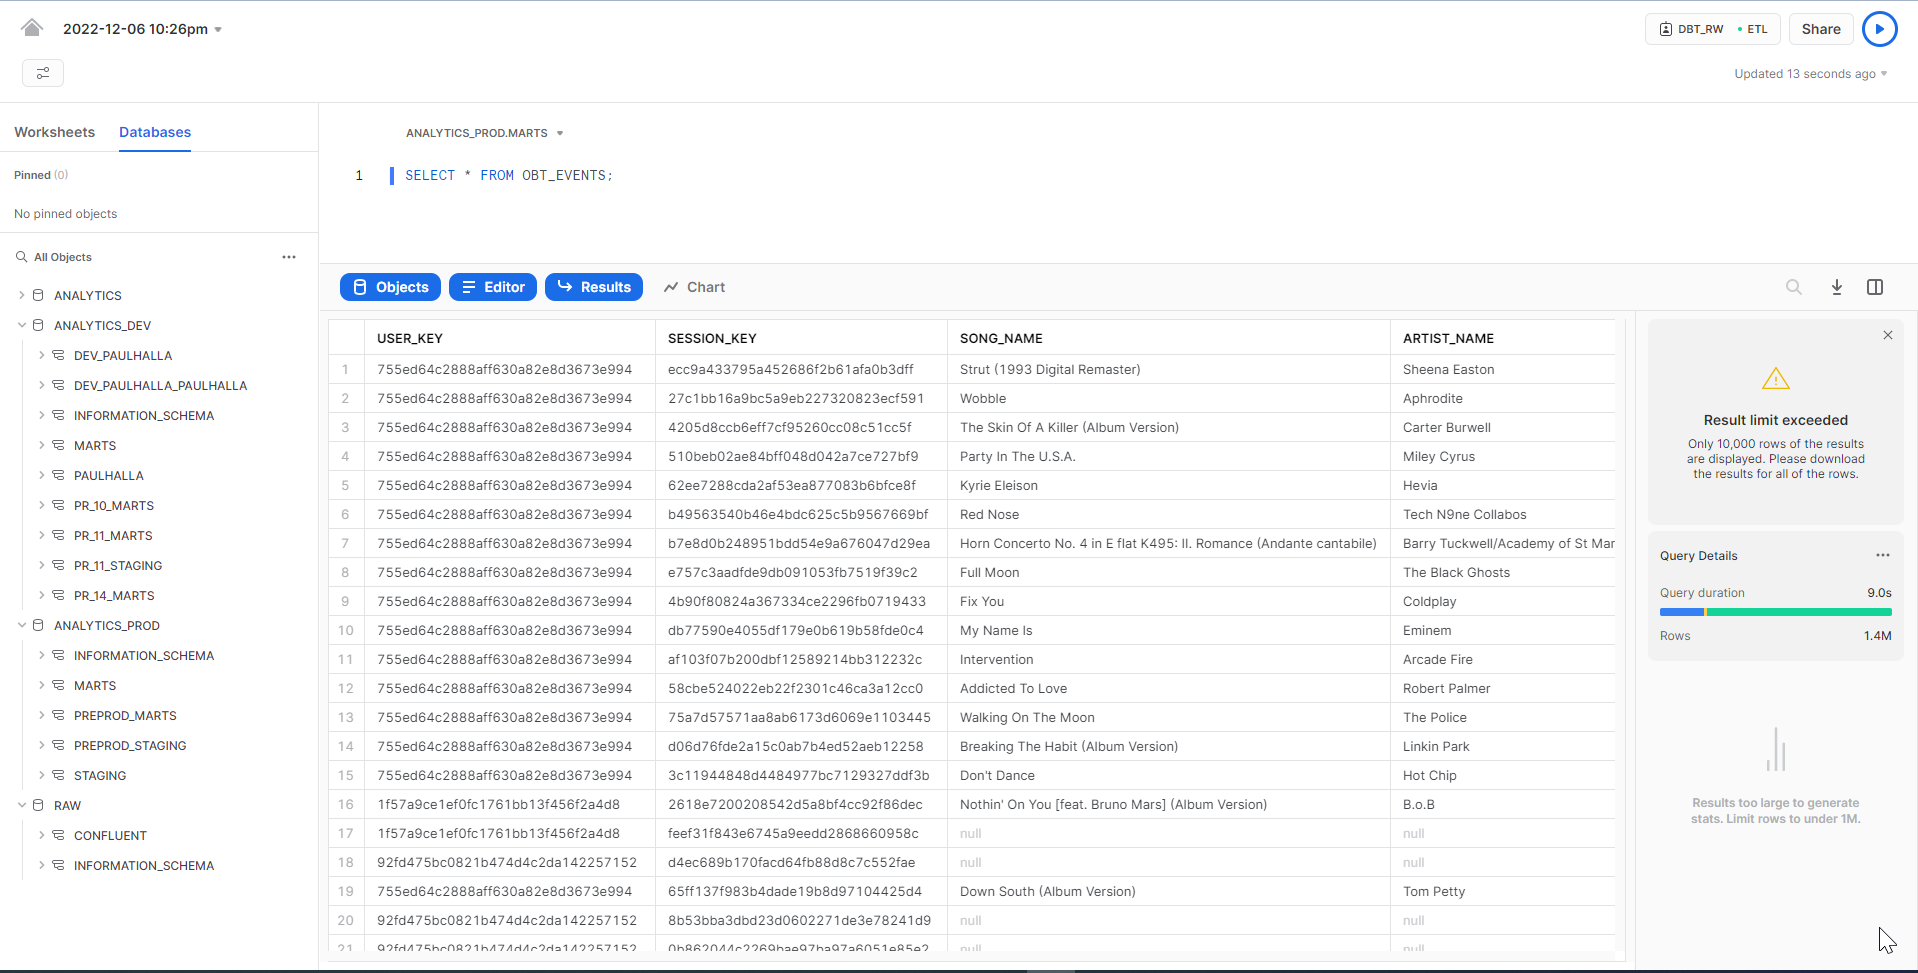 2022-12-06 10:26pm
DBT_RW • ETL
Share
Updated 13 seconds ago
Worksheets
Databases
Pinned (0)
No pinned objects
All Objects
ANALYTICS
ANALYTICS_DEV
DEV_PAULHALLA
DEV_PAULHALLA_PAULHALLA
INFORMATION_SCHEMA
MARTS
PAULHALLA
PR_10_MARTS
PR_11_MARTS
PR_11_STAGING
PR_14_MARTS
ANALYTICS_PROD
INFORMATION_SCHEMA
MARTS
PREPROD_MARTS
PREPROD_STAGING
STAGING
RAW
CONFLUENT
INFORMATION_SCHEMA
ANALYTICS_PROD.MARTS
1 SELECT * FROM OBT_EVENTS;
Objects Editor Results Chart
USER_KEY SESSION_KEY SONG_NAME ARTIST_NAME
1 755ed64c2888aff630a82e8d3673e994 ecc9a433795a452686f2b61afa0b3dff Strut (1993 Digital Remaster) Sheena Easton
2 755ed64c2888aff630a82e8d3673e994 27c1bb16a9bc5a9eb227320823ecf591 Wobble Aphrodite
3 755ed64c2888aff630a82e8d3673e994 4205d8ccb6eff7cf95260cc08c51cc5f The Skin Of A Killer (Album Version) Carter Burwell
4 755ed64c2888aff630a82e8d3673e994 510beb02ae84bff048d042a7ce727bf9 Party In The U.S.A. Miley Cyrus
5 755ed64c2888aff630a82e8d3673e994 62ee7288cda2af53ea877083b6bfce8f Kyrie Eleison Hevia
6 755ed64c2888aff630a82e8d3673e994 b49563540b46e4bdc625c5b9567669bf Red Nose Tech N9ne Collabos
7 755ed64c2888aff630a82e8d3673e994 b7e8d0b248951bdd54e9a676047d29ea Horn Concerto No. 4 in E flat K495: II. Romance (Andante cantabile) Barry Tuckwell/Academy of St Mar
8 755ed64c2888aff630a82e8d3673e994 e757c3aadfde9db091053fb7519f39c2 Full Moon The Black Ghosts
9 755ed64c2888aff630a82e8d3673e994 4b90f80824a367334ce2296fb0719433 Fix You Coldplay
10 755ed64c2888aff630a82e8d3673e994 db77590e4055df179e0b619b58fde0c4 My Name Is Eminem
11 755ed64c2888aff630a82e8d3673e994 af103f07b200dbf12589214bb312232c Intervention Arcade Fire
12 755ed64c2888aff630a82e8d3673e994 58cbe524022eb22f2301c46ca3a12cc0 Addicted To Love Robert Palmer
13 755ed64c2888aff630a82e8d3673e994 75a7d57571aa8ab6173d6069e1103445 Walking On The Moon The Police
14 755ed64c2888aff630a82e8d3673e994 d06d76fde2a15c0ab7b4ed52aeb12258 Breaking The Habit (Album Version) Linkin Park
15 755ed64c2888aff630a82e8d3673e994 3c11944848d4484977bc7129327ddf3b Don't Dance Hot Chip
16 1f57a9ce1ef0fc1761bb13f456f2a4d8 2618e7200208542d5a8bf4cc92f86dec Nothin' On You [feat. Bruno Mars] (Album Version) B.o.B
17 1f57a9ce1ef0fc1761bb13f456f2a4d8 feef31f843e6745a9eedd2868660958c null null
18 92fd475bc0821b474d4c2da142257152 d4ec689b170facd64fb88d8c7c552fae null null
19 755ed64c2888aff630a82e8d3673e994 65ff137f983b4dade19b8d97104425d4 Down South (Album Version) Tom Petty
20 92fd475bc0821b474d4c2da142257152 8b53bba3dbd23d0602271de3e78241d9 null null
21 92fd475bc0821b474d4c2da142257152 0b862044c2269bae97ba97a6051e85e2 null null
Result limit exceeded
Only 10,000 rows of the results
are displayed. Please download
the results for all of the rows.
Query Details
Query duration 9.0s
Rows 1.4M
Results too large to generate
stats. Limit rows to under 1M.